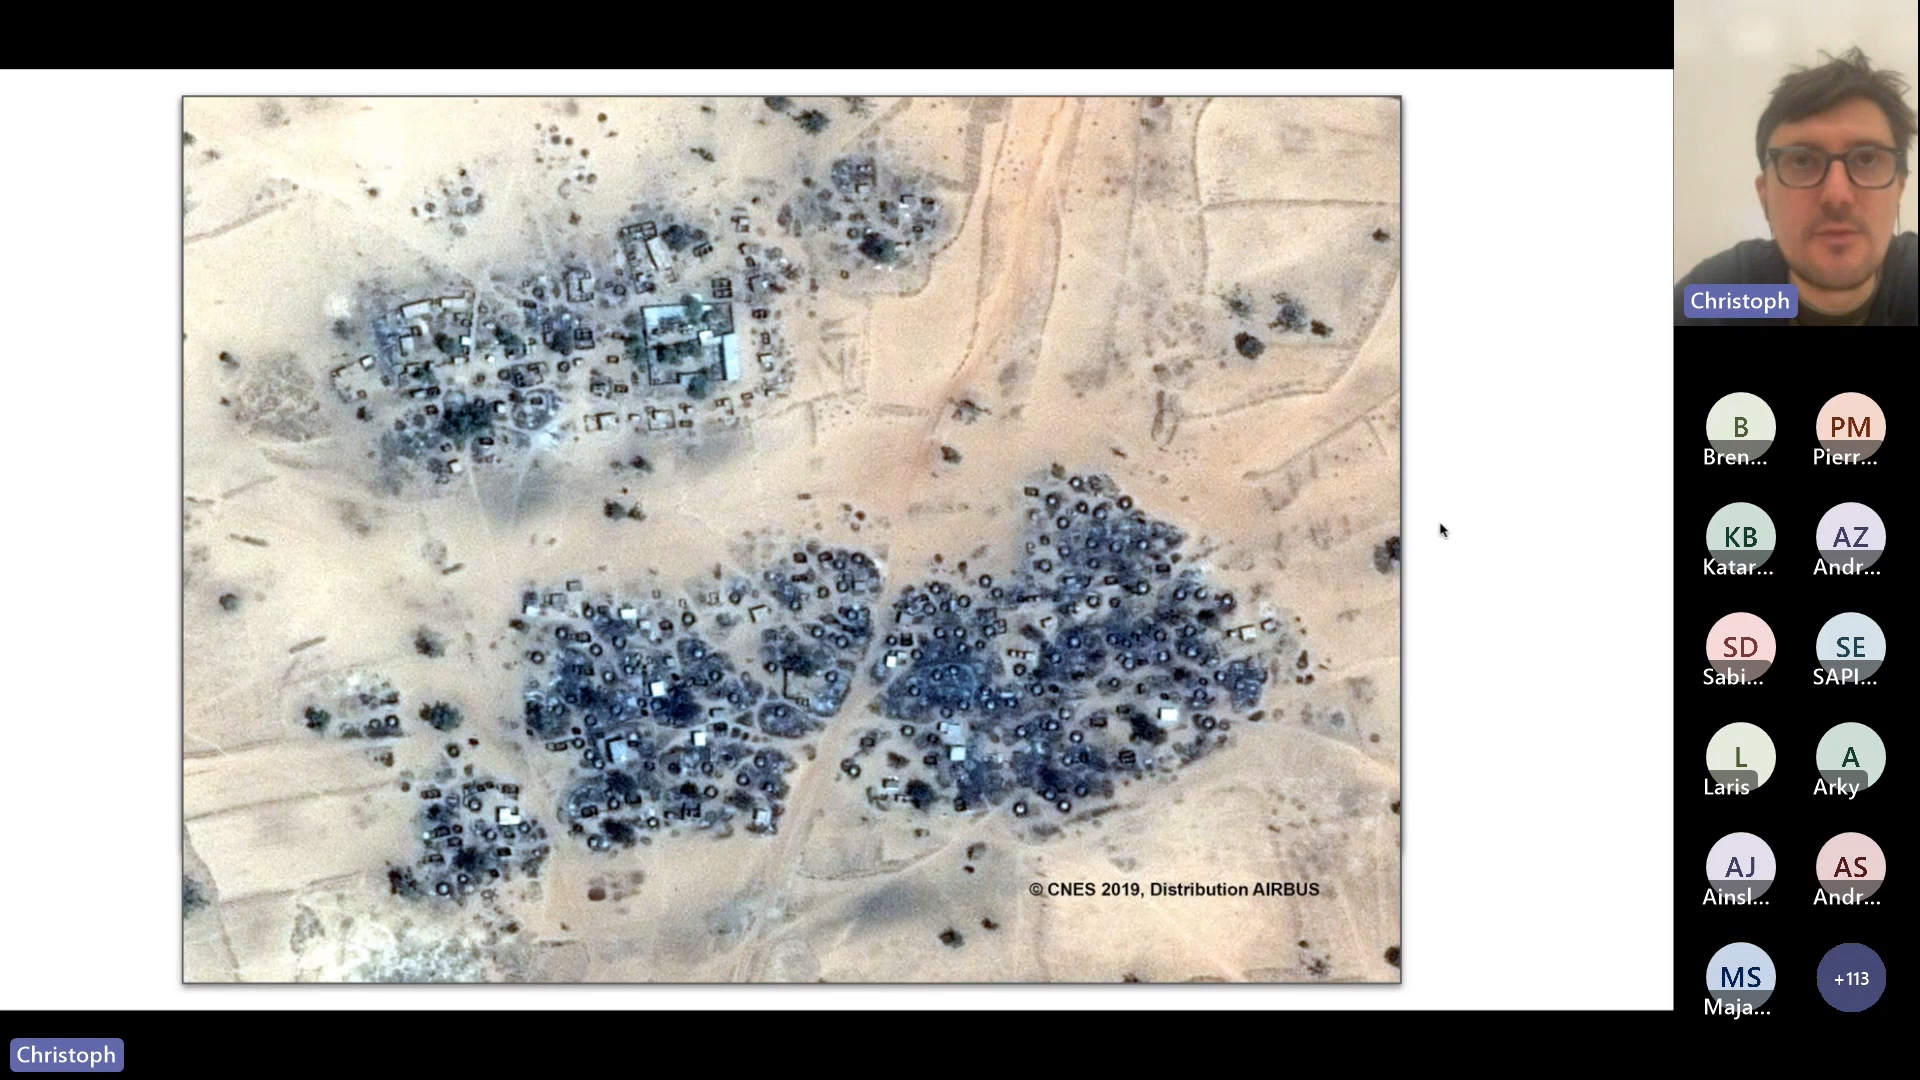 Christoph
B
Bren...
PM
Pierr...
KB
Katar...
AZ
Andr...
SD
Sabi...
SE
SAPI...
L
Laris
A
Arky
AJ
Ainsl...
AS
Andr...
MS
Maja...
+113
© CNES 2019, Distribution AIRBUS
Christoph